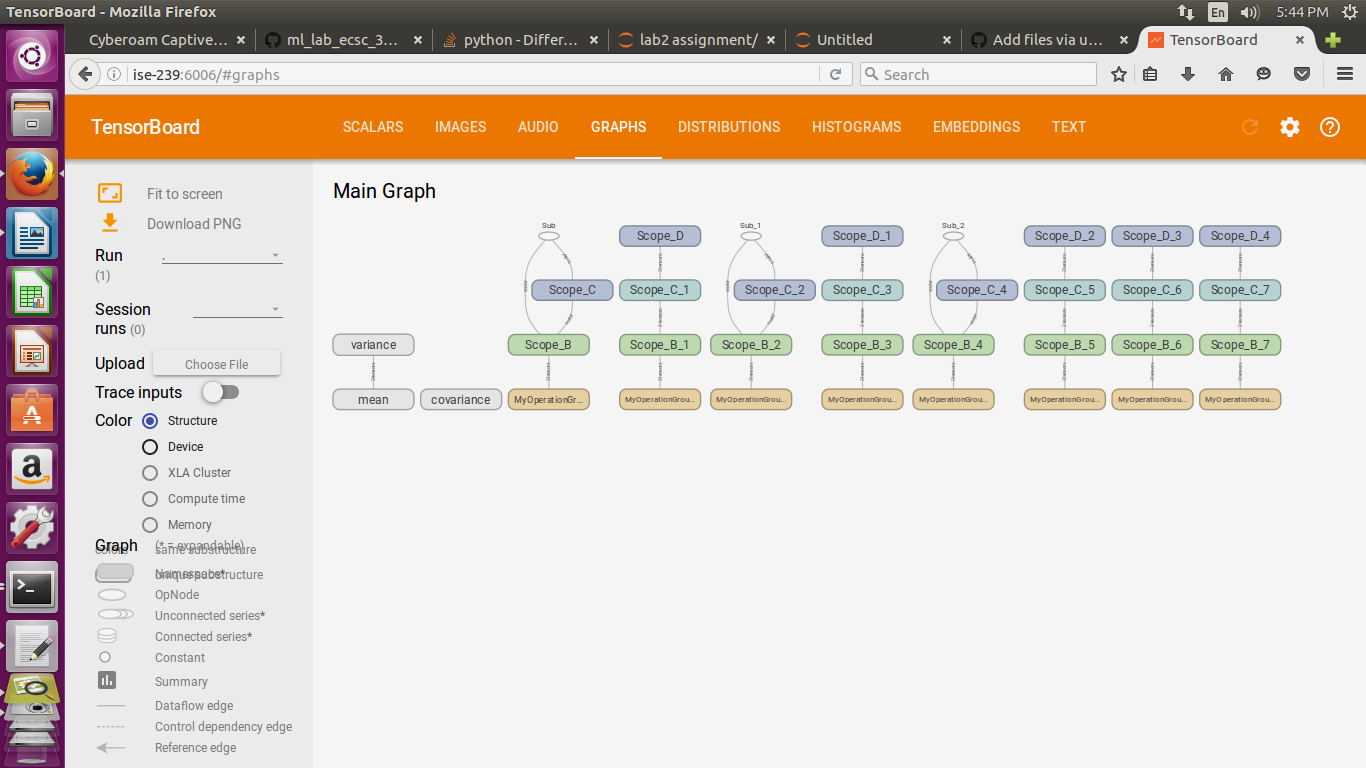 TensorBoard - Mozilla Firefox
En
5:44 PM
Cyberoam Captive...
ml_lab_ecsc_3...
python - Differ...
lab2 assignment/
Untitled
Add files via u...
TensorBoard
ise-239:6006/#graphs
Search
TensorBoard
SCALARS IMAGES AUDIO GRAPHS DISTRIBUTIONS HISTOGRAMS EMBEDDINGS TEXT
Fit to screen
Download PNG
Run
(1)
.
Session
runs (0)
Upload
Choose File
Trace inputs
Color
Structure
Device
XLA Cluster
Compute time
Memory
Graph
(* = expandable)
colors
same substructure
Namespace*
unique substructure
OpNode
Unconnected series*
Connected series*
Constant
Summary
Dataflow edge
Control dependency edge
Reference edge
Main Graph
Sub
Scope_D
Sub_1
Scope_D_1
Sub_2
Scope_D_2
Scope_D_3
Scope_D_4
Scope_C
Scope_C_1
Scope_C_2
Scope_C_3
Scope_C_4
Scope_C_5
Scope_C_6
Scope_C_7
variance
Scope_B
Scope_B_1
Scope_B_2
Scope_B_3
Scope_B_4
Scope_B_5
Scope_B_6
Scope_B_7
mean
covariance
MyOperationGr...
MyOperationGrou...
MyOperationGrou...
MyOperationGrou...
MyOperationGrou...
MyOperationGrou...
MyOperationGrou...
MyOperationGrou...